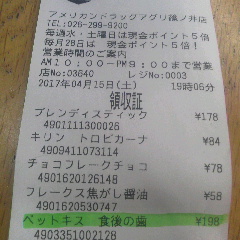 アメリカンドラッグアグリ篠ノ井店
TEL:026-299-9200
毎週水・土曜日は現金ポイント5倍
毎月28日は 現金ポイント5倍!
営業時間のご案内
AM10:00-PM9:00まで営業
店No:03640 レジNo:0003
2017年04月15日(土) 19時06分
領収証
ブレンディスティック ¥178
4901111300026
キリン トロピカーナ ¥84
4909411073114
チョコフレークチョコ ¥78
4901620126148
フレークス焦がし醤油 ¥58
4901620530747
ペットキス 食後の歯 ¥198
4903351002128